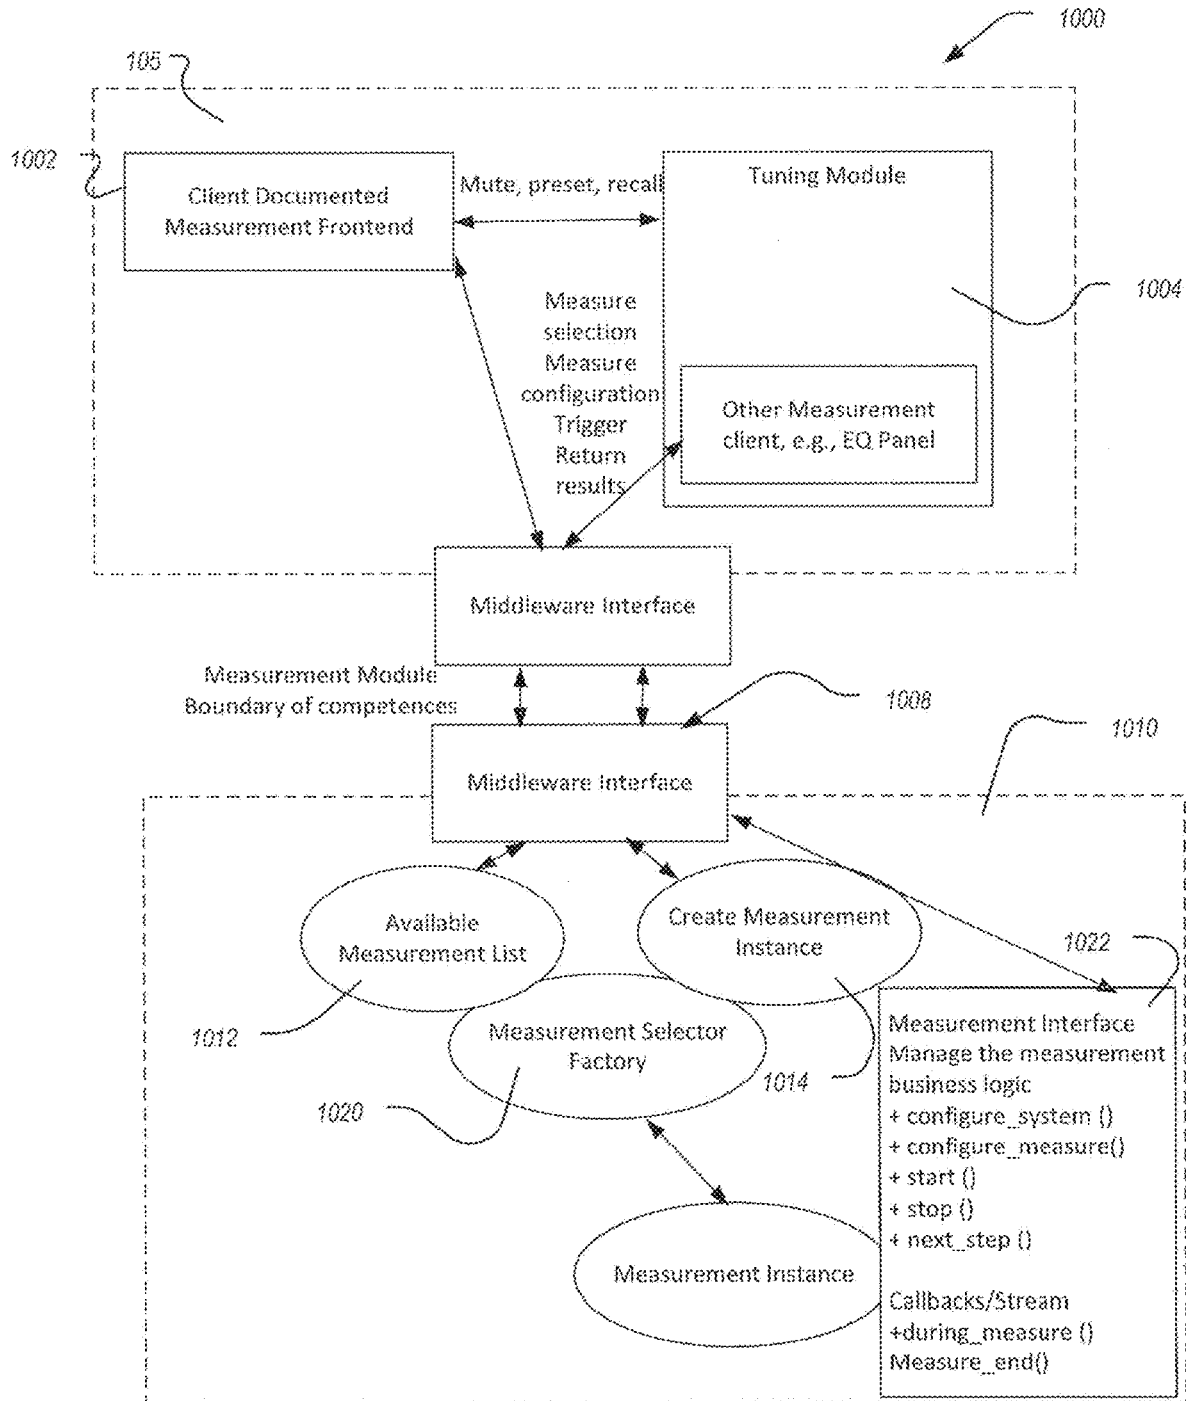 1000
105
1002
Client Documented
Measurement Frontend
Mute, preset, recall
Tuning Module
1004
Measure
selection
Measure
configuration
Trigger
Return
results
Other Measurement
client, e.g., EQ Panel
Middleware Interface
Measurement Module
Boundary of competences
1008
Middleware Interface
1010
Available
Measurement List
Create Measurement
Instance
1022
1012
Measurement Selector
Factory
1014
1020
Measurement Interface
Manage the measurement
business logic
+ configure_system ()
+ configure_measure()
+ start ()
+ stop ()
+ next_step ()
Measurement Instance
Callbacks/Stream
+during_measure ()
Measure_end()